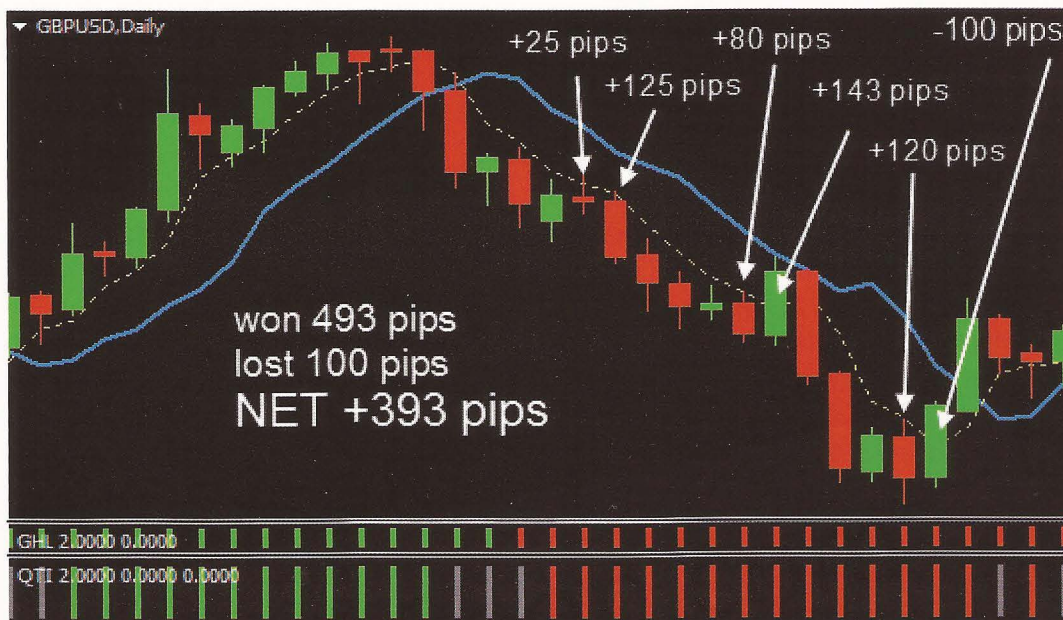 GBPUSD,Daily
+25 pips
+80 pips
-100 pips
+125 pips
+143 pips
+120 pips
won 493 pips
lost 100 pips
NET +393 pips
GHL 2.0000 0.0000
QTI 2.0000 0.0000 0.0000